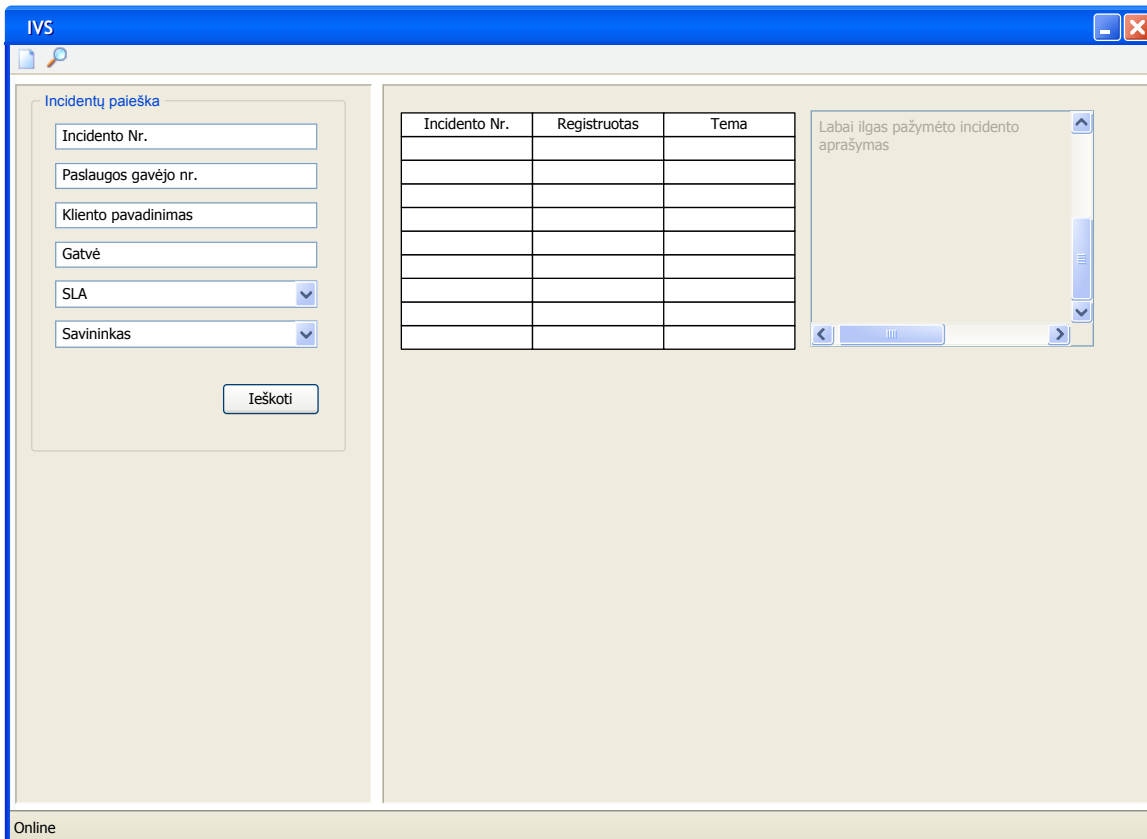 IVS
Incidentų paieška
Incidento Nr.
Paslaugos gavėjo nr.
Kliento pavadinimas
Gatvė
SLA
Savininkas
Ieškoti
Incidento Nr. Registruotas Tema
Labai ilgas pažymėto incidento
aprašymas
Online